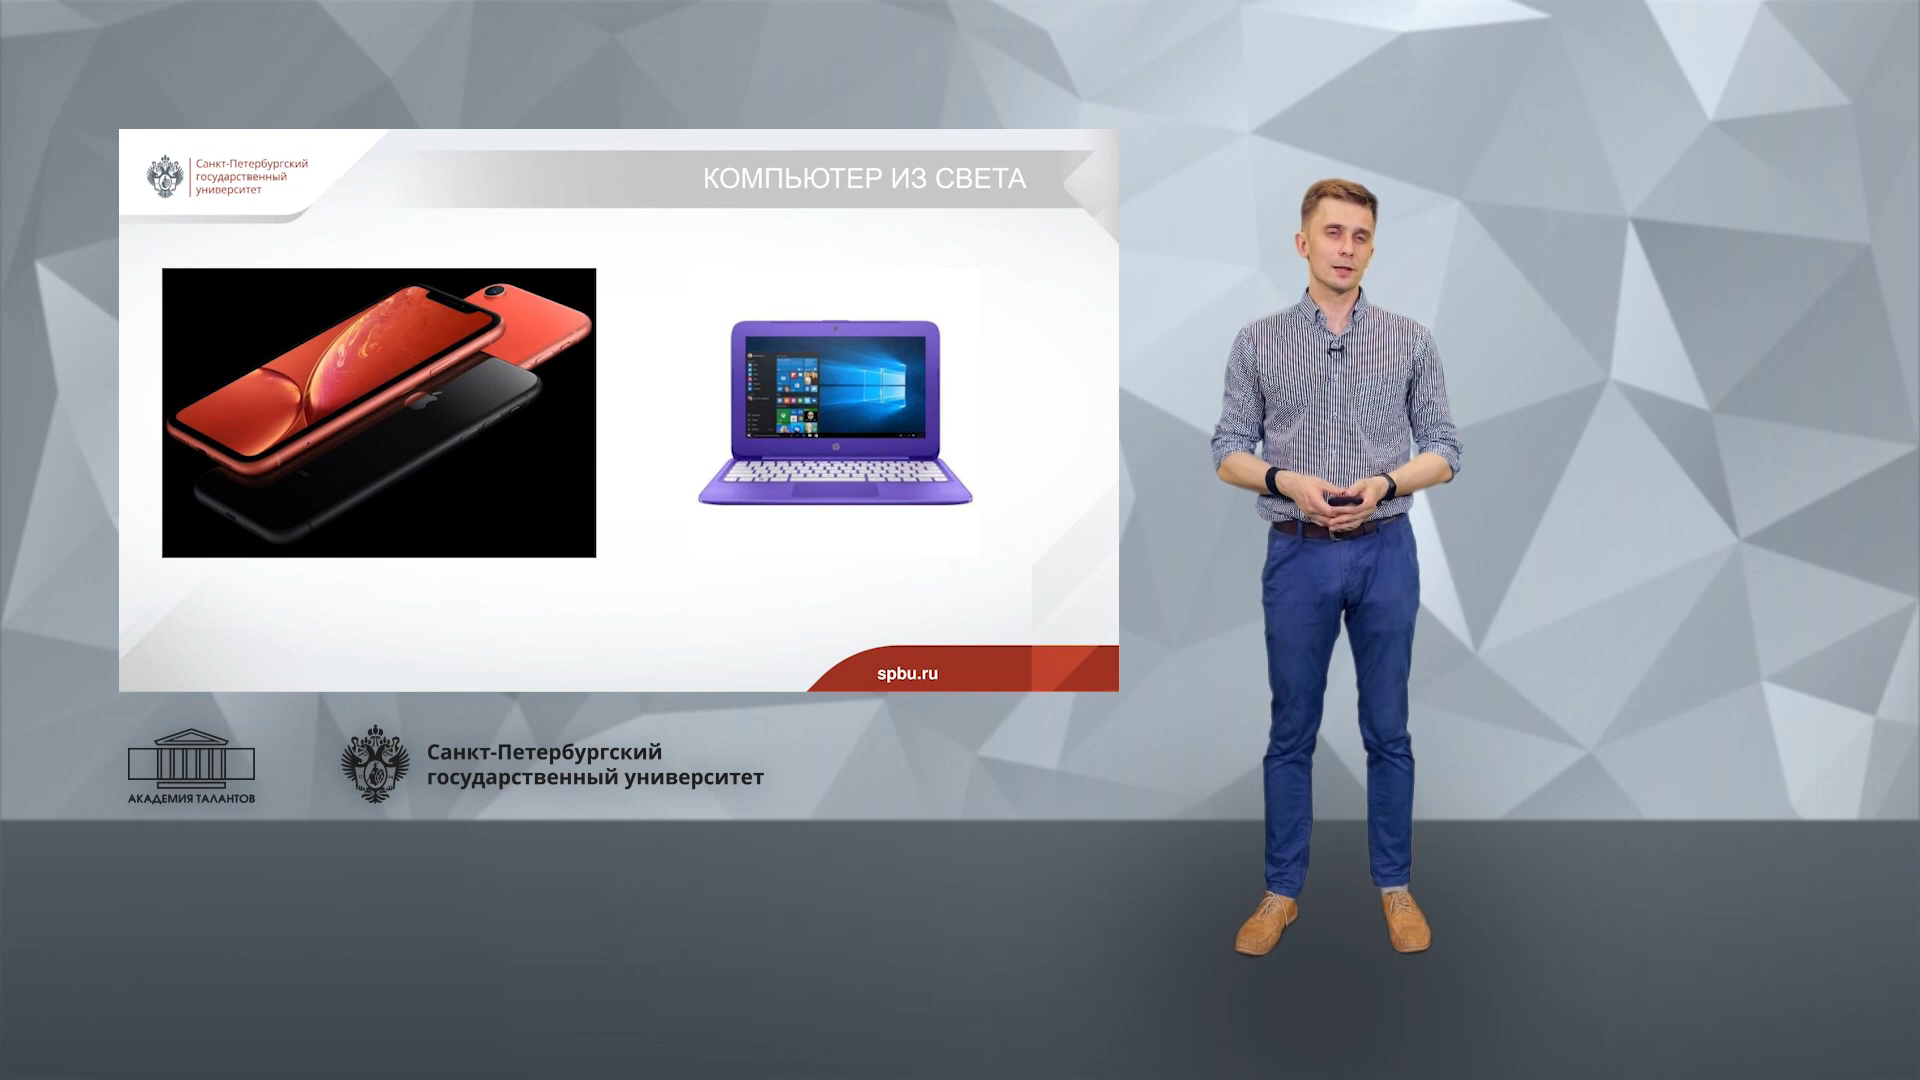 Санкт-Петербургский
государственный
университет
КОМПЬЮТЕР ИЗ СВЕТА
spbu.ru
АКАДЕМИЯ ТАЛАНТОВ
Санкт-Петербургский
государственный университет